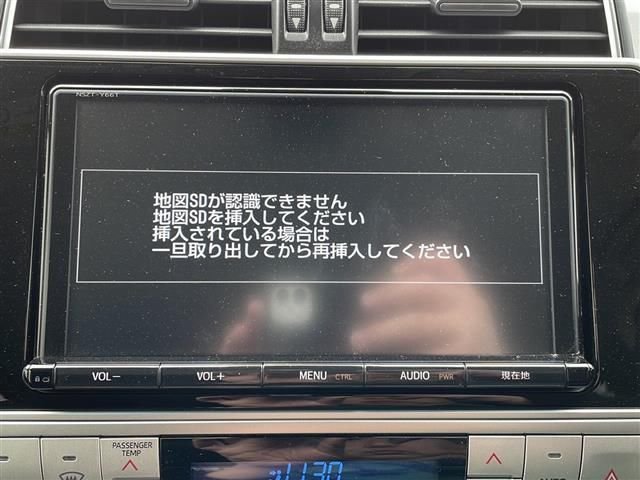 NSZT-Y66T
地図SDが認識できません
地図SDを挿入してください
挿入されている場合は
一旦取り出してから再挿入してください
VOL- VOL+ MENU CTRL AUDIO PWR 現在地
PASSENGER
TEMP
1130
AUTO